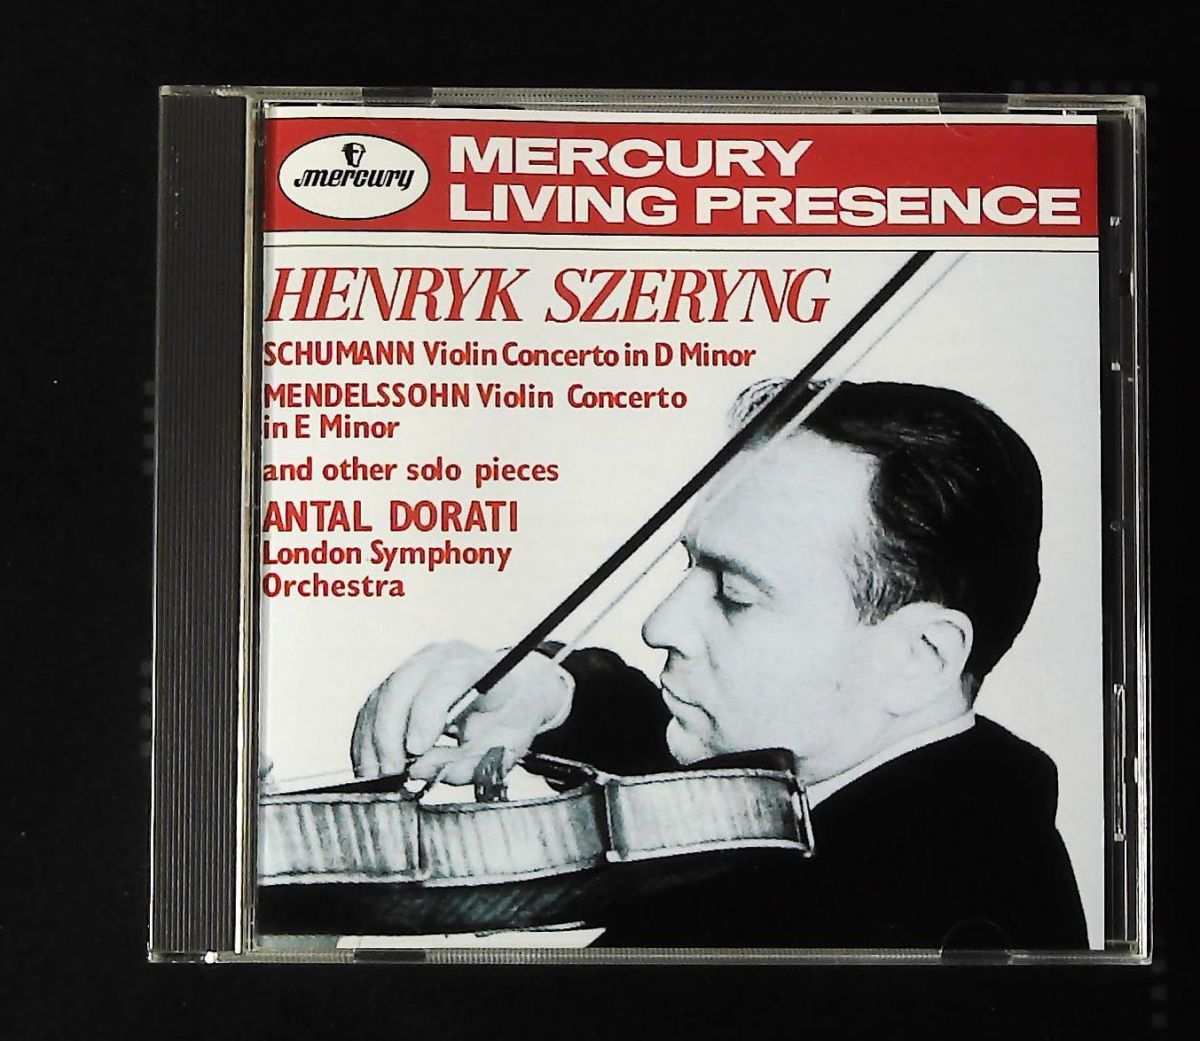 mercury
MERCURY
LIVING PRESENCE
HENRYK SZERYNG
SCHUMANN Violin Concerto in D Minor
MENDELSSOHN Violin Concerto
in E Minor
and other solo pieces
ANTAL DORATI
London Symphony
Orchestra